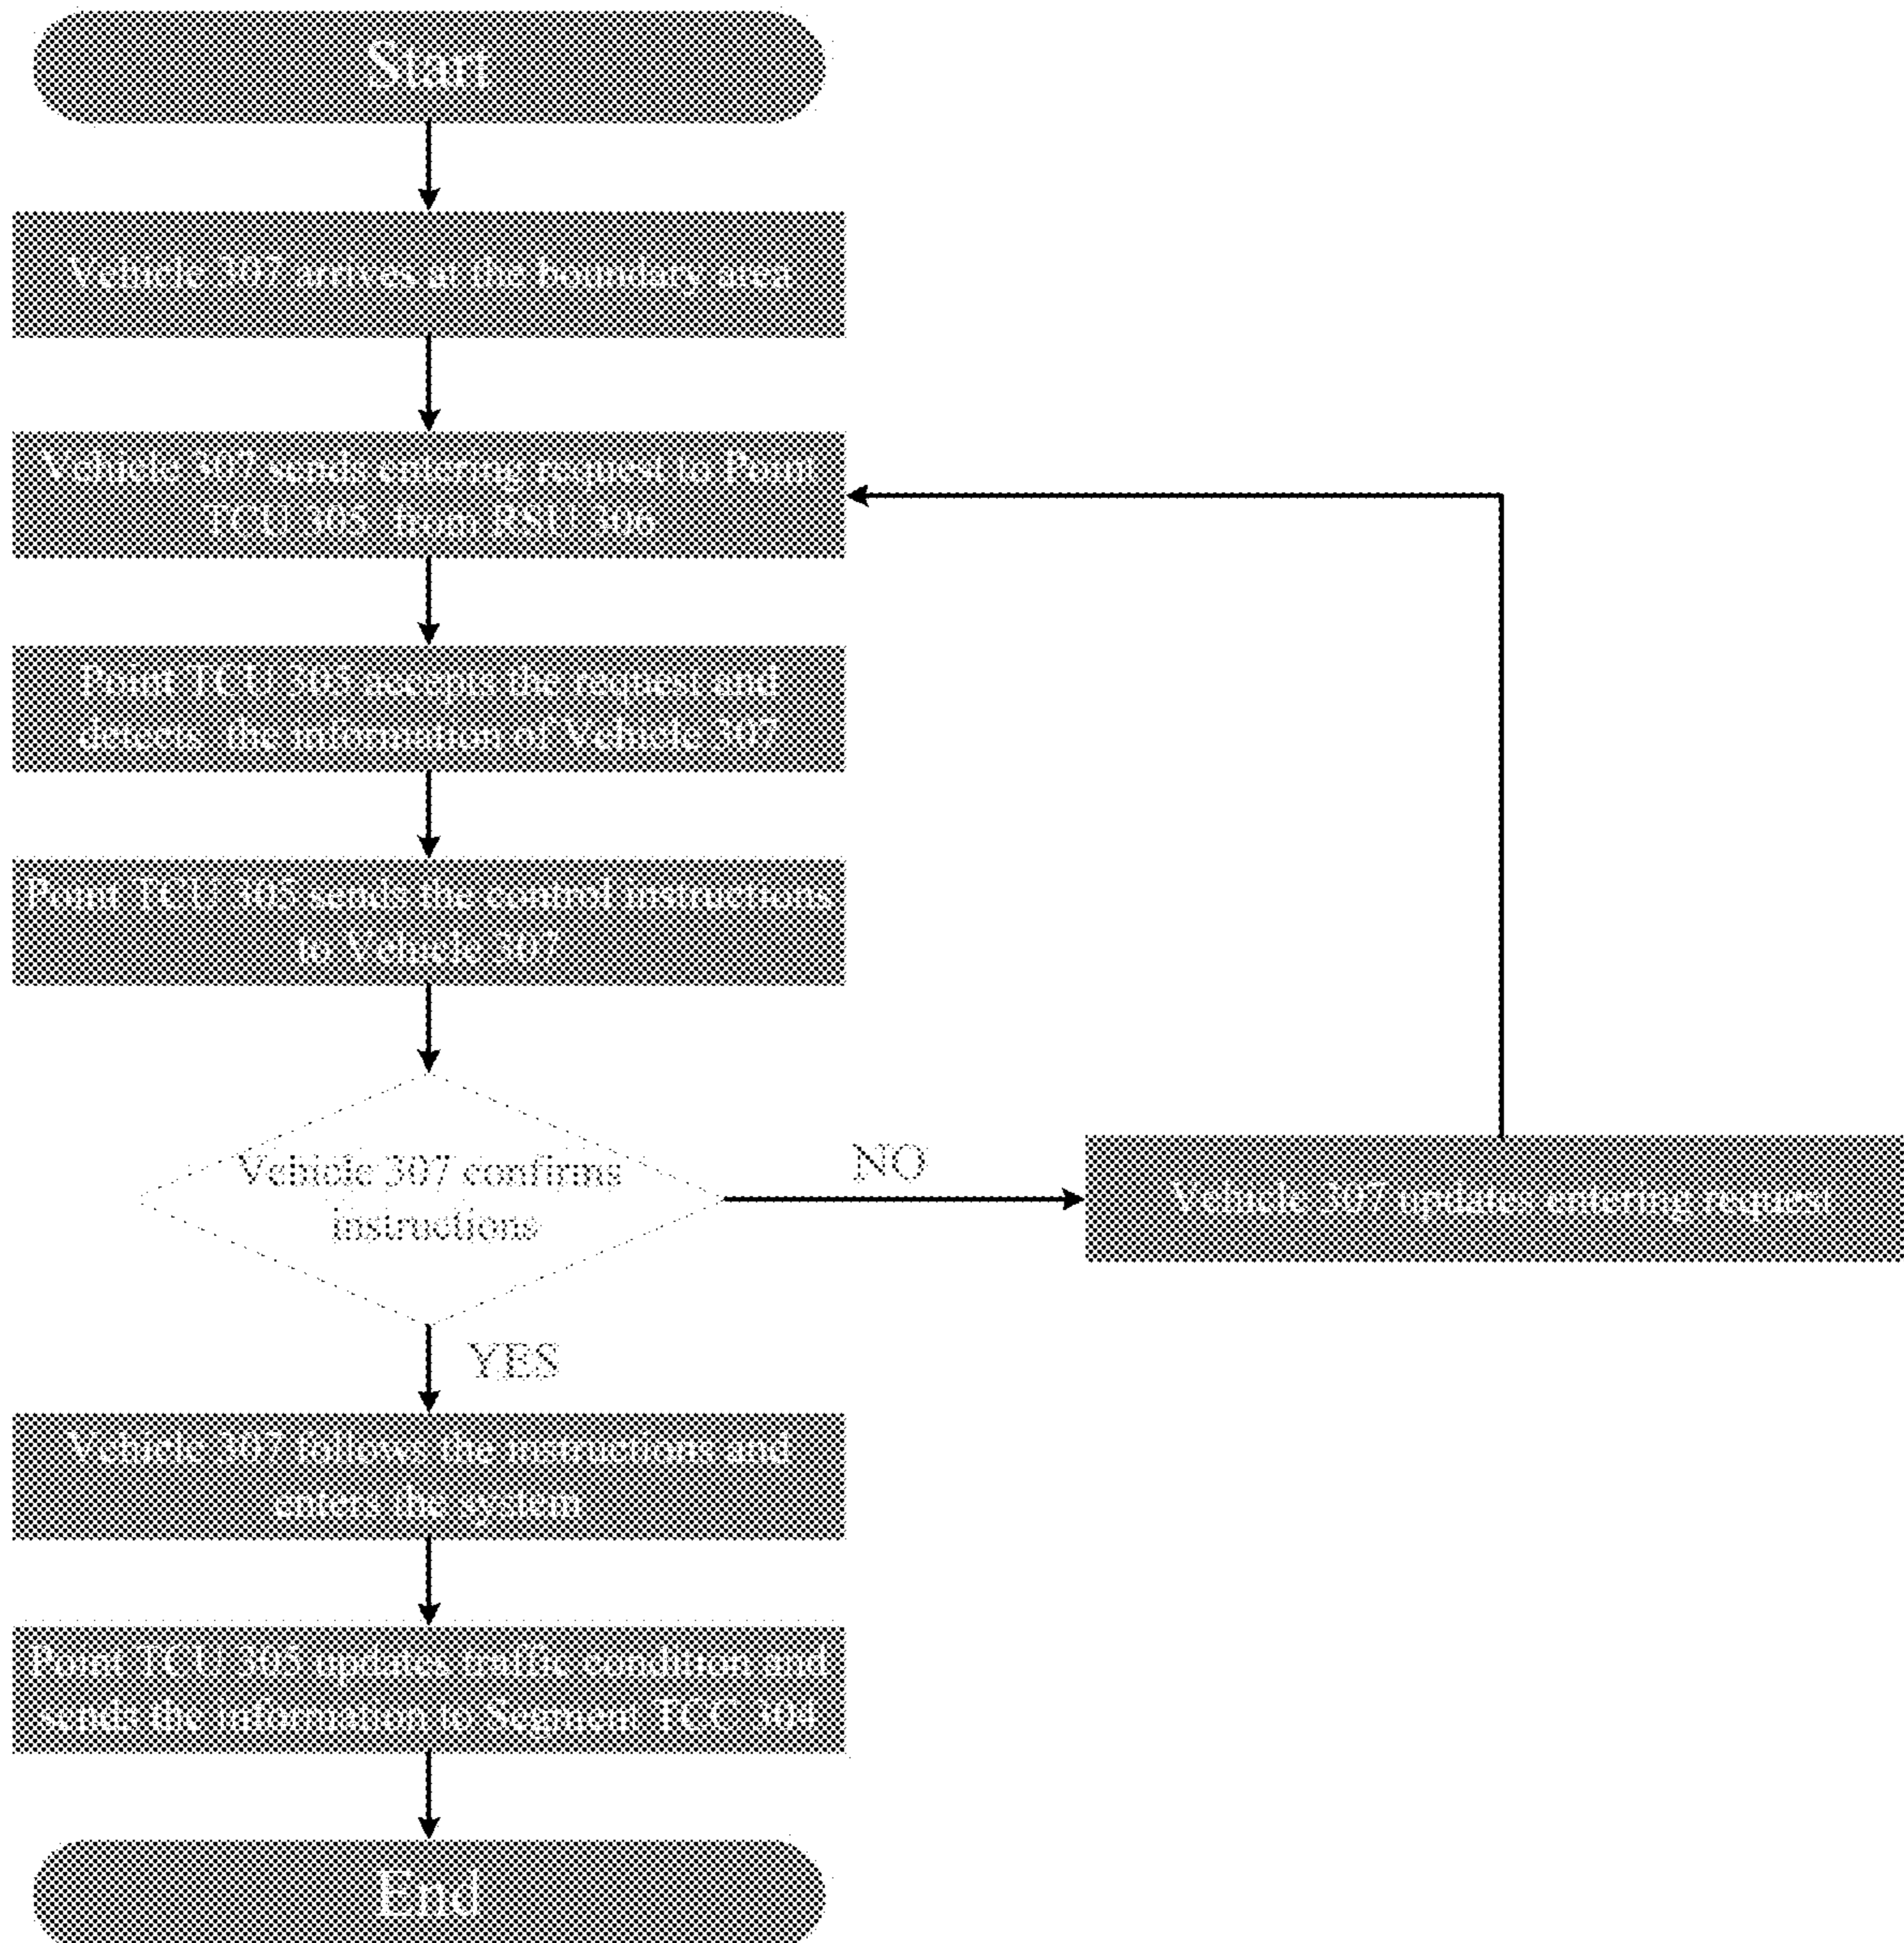 Start
Vehicle 307 arrives at the boundary area
Vehicle 307 sends entering request to Point
TCU 305 from RSU 306
Point TCU 305 accepts the request and
detects the information of Vehicle 307
Point TCU 305 sends the control instructions
to Vehicle 307
Vehicle 307 confirms
instructions
NO
Vehicle 307 updates entering request
YES
Vehicle 307 follows the instructions and
enters the system
Point TCU 305 updates traffic condition and
sends the information to Segment TCC 304
End